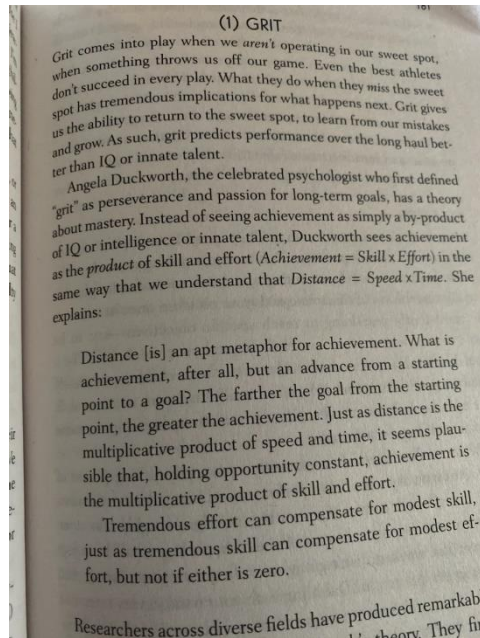 161
(1) GRIT
Grit comes into play when we aren't operating in our sweet spot,
when something throws us off our game. Even the best athletes
don't succeed in every play. What they do when they miss the sweet
spot has tremendous implications for what happens next. Grit gives
us the ability to return to the sweet spot, to learn from our mistakes
and grow. As such, grit predicts performance over the long haul bet-
ter than IQ or innate talent.
Angela Duckworth, the celebrated psychologist who first defined
"grit" as perseverance and passion for long-term goals, has a theory
about mastery. Instead of seeing achievement as simply a by-product
of IQ or intelligence or innate talent, Duckworth sees achievement
as the product of skill and effort (Achievement = Skill x Effort) in the
same way that we understand that Distance = Speed x Time. She
explains:
Distance [is] an apt metaphor for achievement. What is
achievement, after all, but an advance from a starting
point to a goal? The farther the goal from the starting
point, the greater the achievement. Just as distance is the
multiplicative product of speed and time, it seems plau-
sible that, holding opportunity constant, achievement is
the multiplicative product of skill and effort.
Tremendous effort can compensate for modest skill,
just as tremendous skill can compensate for modest ef-
fort, but not if either is zero.
Researchers across diverse fields have produced remarkab
theory. They fi